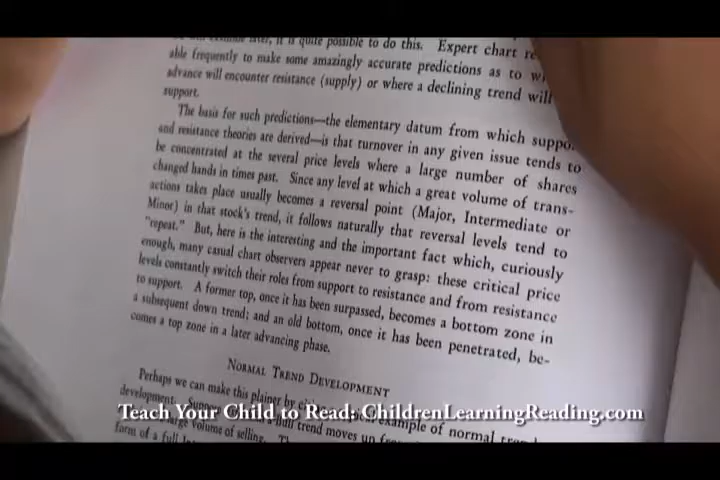 later, it is quite possible to do this. Expert chart
able frequently to make some amazingly accurate predictions as to
advance will encounter resistance (supply) or where a declining trend will
support.
The basis for such predictions—the elementary datum from which
and resistance theories are derived—is that turnover in any given issue tends to
be concentrated at the several price levels where a large number of shares
changed hands in times past. Since any level at which a great volume of trans-
actions takes place usually becomes a reversal point (Major, Intermediate or
Minor) in that stock's trend, it follows naturally that reversal levels tend to
"repeat." But, here is the interesting and the important fact which, curiously
enough, many casual chart observers appear never to grasp: these critical price
levels constantly switch their roles from support to resistance and from resistance
to support. A former top, once it has been surpassed, becomes a bottom zone in
a subsequent down trend; and an old bottom, once it has been penetrated, be-
comes a top zone in a later advancing phase.
NORMAL TREND DEVELOPMENT
Perhaps we can make this plainer by example of normal
Teach Your Child to Read: ChildrenLearningReading.com
development. bull trend moves up
large volume of selling.
form of a full